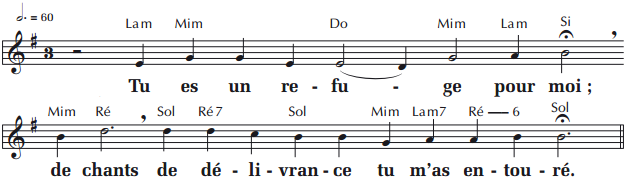 𝅗𝅥. = 60
Lam Mim Do Mim Lam Si
3
Tu es un re - fu - ge pour moi ;
Mim Ré Sol Ré7 Sol Mim Lam7 Ré — 6 Sol
de chants de dé - li - vran - ce tu m'as en - tou - ré.